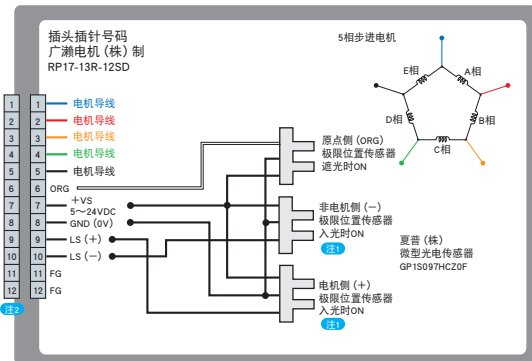 插头插针号码
广濑电机（株）制
RP17-13R-12SD
5相步进电机
E相
A相
D相
B相
C相
1 1 电机导线
2 2 电机导线
3 3 电机导线
4 4 电机导线
5 5 电机导线
6 6 ORG
7 7 +VS
5～24VDC
8 8 GND（0V）
9 9 LS（+）
10 10 LS（−）
11 11 FG
12 12 FG
注2
原点侧（ORG）
极限位置传感器
遮光时ON
非电机侧（−）
极限位置传感器
入光时ON
注1
电机侧（+）
极限位置传感器
入光时ON
注1
夏普（株）
微型光电传感器
GP1S097HCZ0F